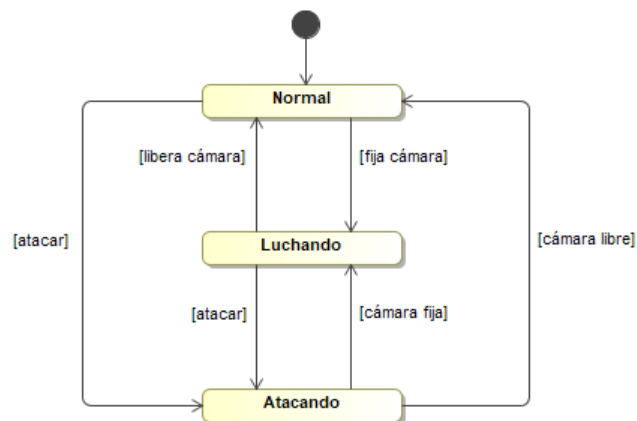 Normal
[libera cámara]
[fija cámara]
[atacar]
Luchando
[cámara libre]
[atacar]
[cámara fija]
Atacando